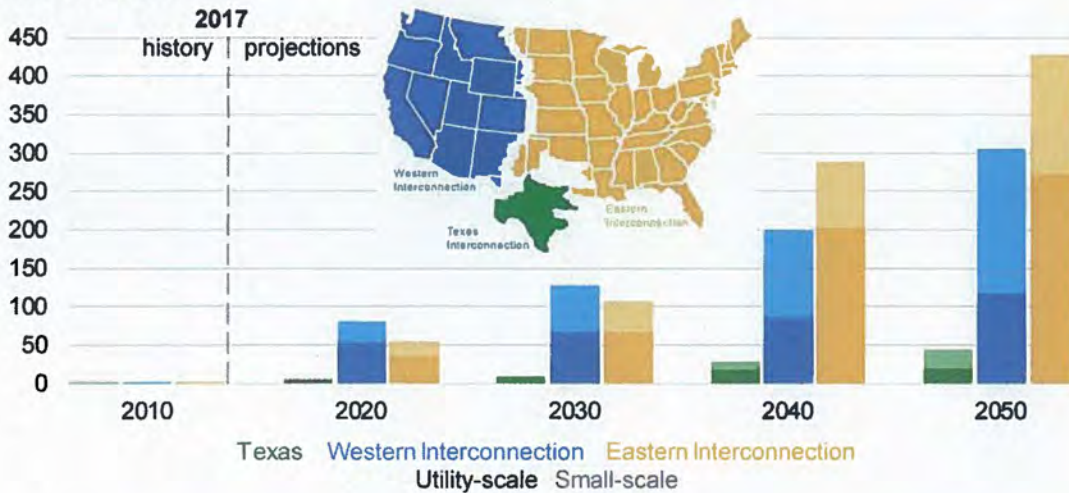 2017
history projections
450
400
350
300
250
200
150
100
50
0
Western
Interconnection
Texas
Interconnection
Eastern
Interconnection
2010 2020 2030 2040 2050
Texas Western Interconnection Eastern Interconnection
Utility-scale Small-scale